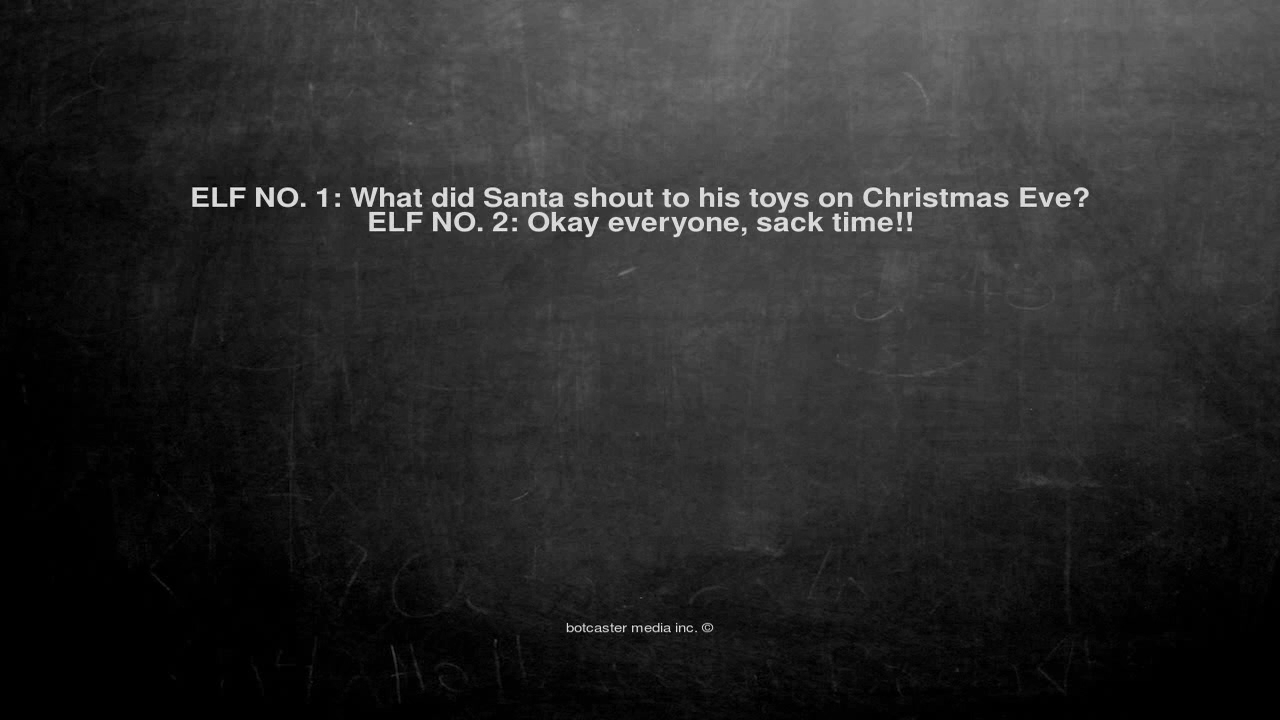 ELF NO. 1: What did Santa shout to his toys on Christmas Eve?
ELF NO. 2: Okay everyone, sack time!!
botcaster media inc. ©